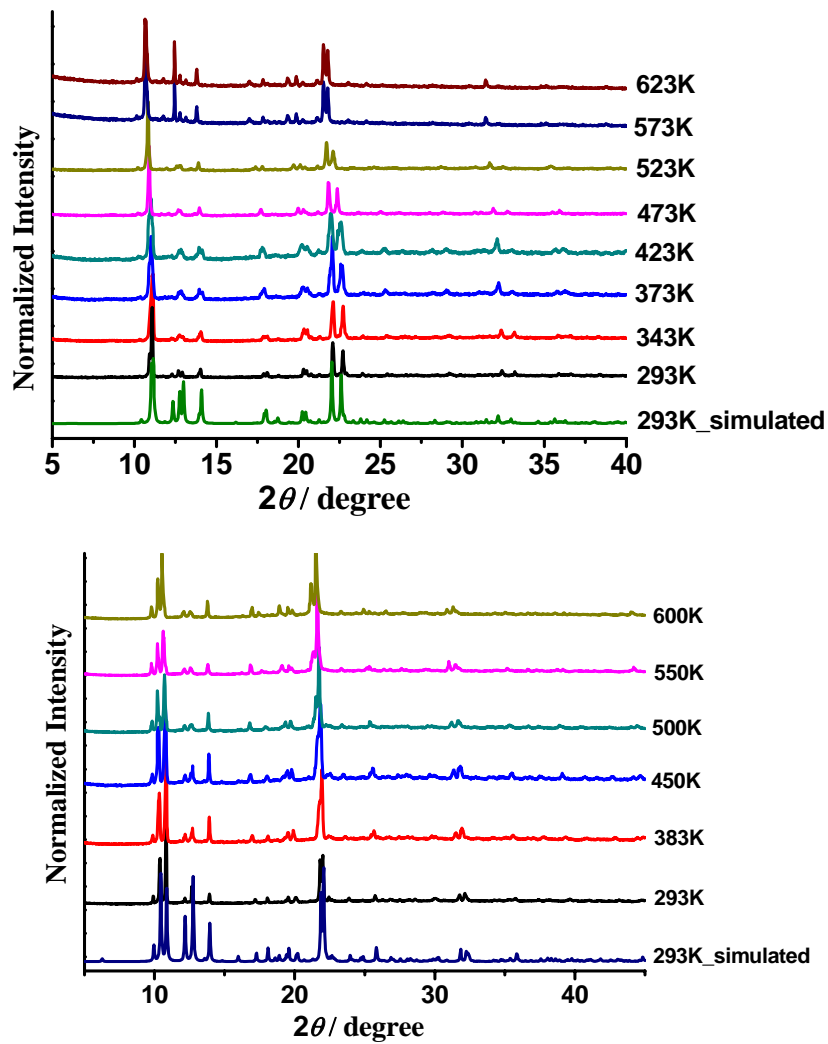 Normalized Intensity
623K
573K
523K
473K
423K
373K
343K
293K
293K_simulated
5 10 15 20 25 30 35 40
2θ / degree
Normalized Intensity
600K
550K
500K
450K
383K
293K
293K_simulated
10 20 30 40
2θ / degree